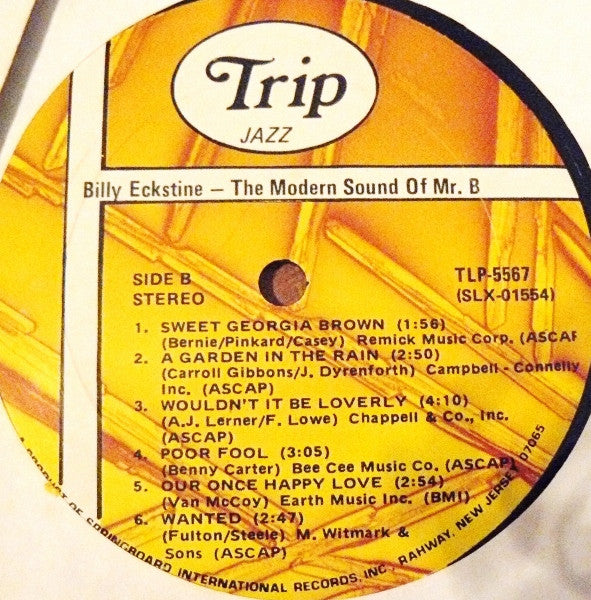 Trip
JAZZ
Billy Eckstine — The Modern Sound Of Mr. B
SIDE B
STEREO
TLP-5567
(SLX-01554)
1. SWEET GEORGIA BROWN (1:56)
(Bernie/Pinkard/Casey) Remick Music Corp. (ASCAP
2. A GARDEN IN THE RAIN (2:50)
(Carroll Gibbons/J. Dyrenforth) Campbell - Connelly
Inc. (ASCAP)
3. WOULDN'T IT BE LOVERLY (4:10)
(A.J. Lerner/F. Lowe) Chappell & Co., Inc.
(ASCAP)
4. POOR FOOL (3:05)
(Benny Carter) Bee Cee Music Co. (ASCAP)
5. OUR ONCE HAPPY LOVE (2:54)
(Van McCoy) Earth Music Inc. (BMI)
6. WANTED (2:47)
(Fulton/Steele) M. Witmark &
Sons (ASCAP)
A PRODUCT OF SPRINGBOARD INTERNATIONAL RECORDS, INC., RAHWAY, NEW JERSEY 07065